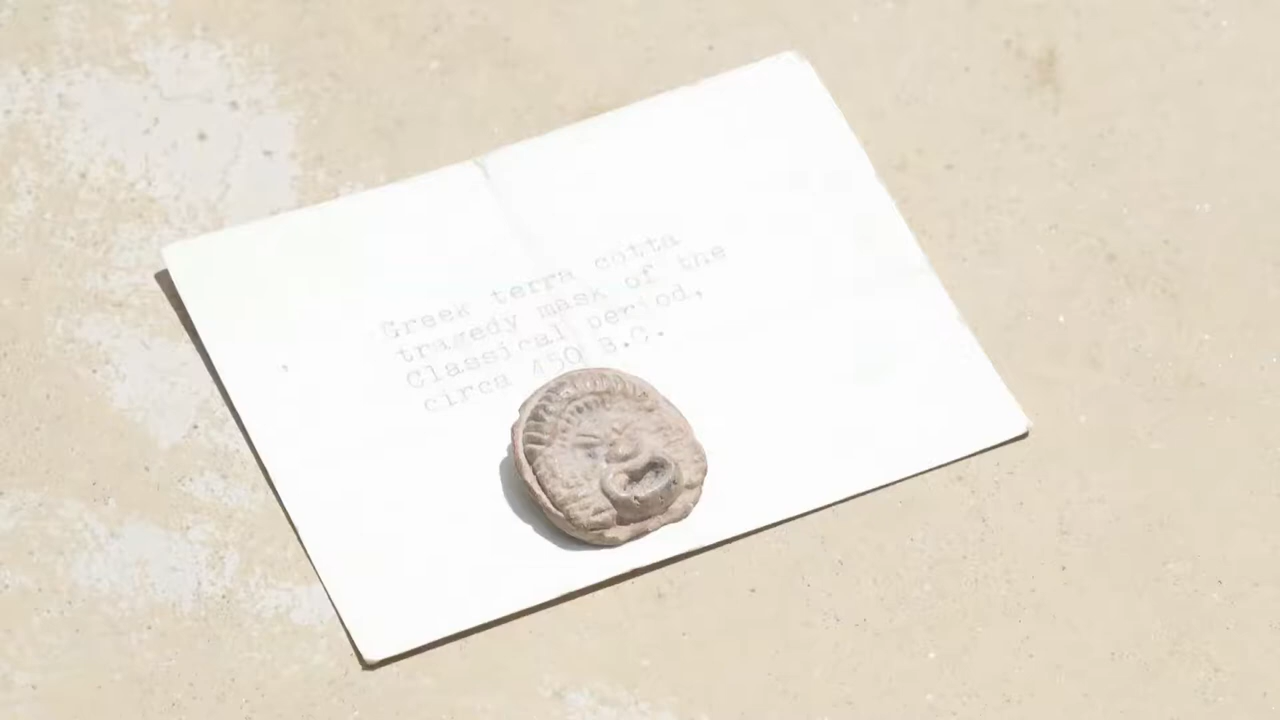 Greek terra cotta
tragedy mask of the
Classical period,
circa 450 B.C.